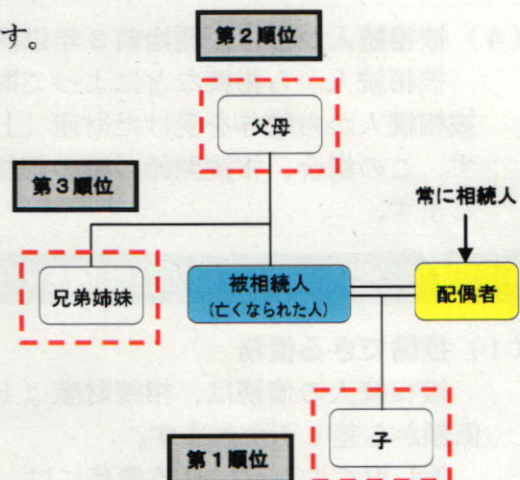 す。
第2順位
父母
第3順位
常に相続人
兄弟姉妹
被相続人
(亡くなられた人)
配偶者
子
第1順位